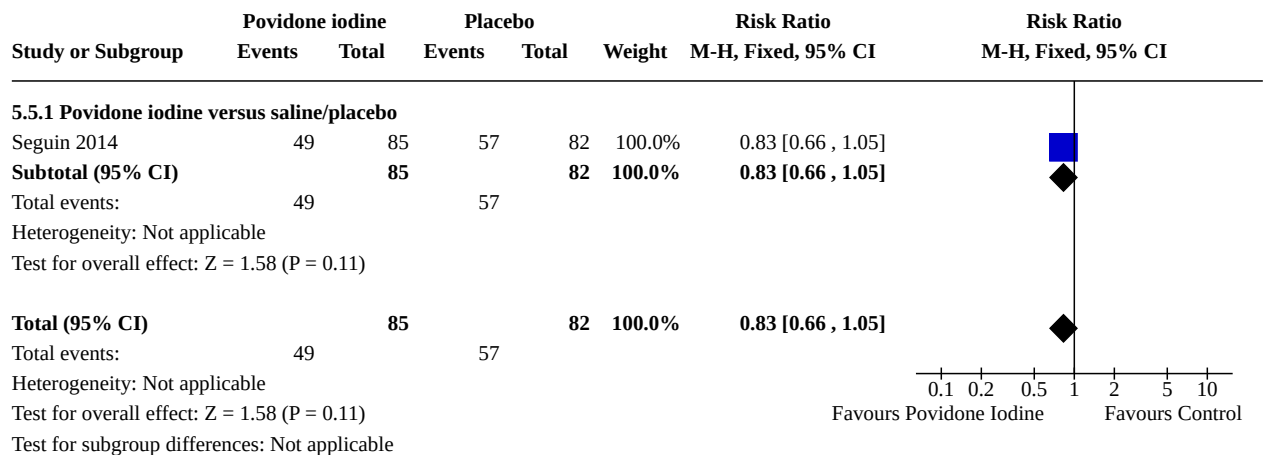 Povidone iodine Placebo Risk Ratio Risk Ratio
Study or Subgroup Events Total Events Total Weight M-H, Fixed, 95% CI M-H, Fixed, 95% CI
5.5.1 Povidone iodine versus saline/placebo
Seguin 2014 49 85 57 82 100.0% 0.83 [0.66 , 1.05]
Subtotal (95% CI) 85 82 100.0% 0.83 [0.66 , 1.05]
Total events: 49 57
Heterogeneity: Not applicable
Test for overall effect: Z = 1.58 (P = 0.11)
Total (95% CI) 85 82 100.0% 0.83 [0.66 , 1.05]
Total events: 49 57
Heterogeneity: Not applicable
0.1 0.2 0.5 1 2 5 10
Test for overall effect: Z = 1.58 (P = 0.11) Favours Povidone Iodine Favours Control
Test for subgroup differences: Not applicable